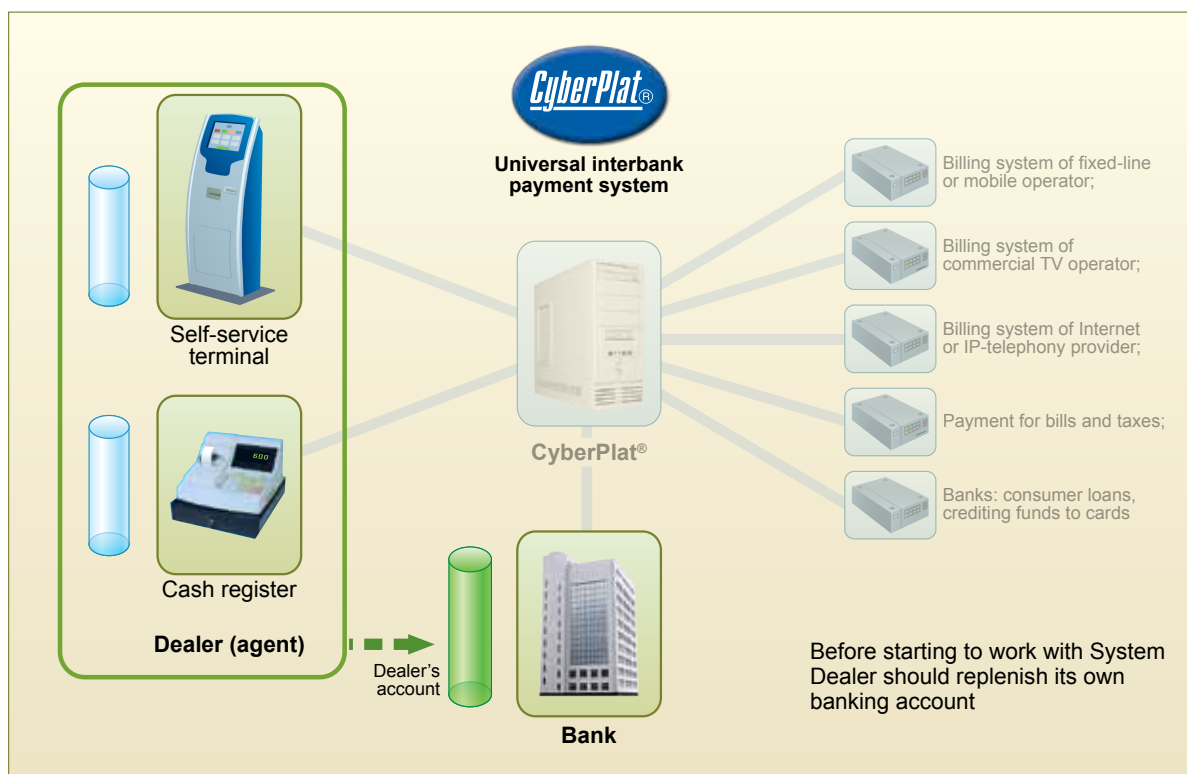 CyberPlat®
Universal interbank
payment system
Self-service
terminal
600
Cash register
Dealer (agent)
Dealer's
account
CyberPlat®
Bank
Billing system of fixed-line
or mobile operator;
Billing system of
commercial TV operator;
Billing system of Internet
or IP-telephony provider;
Payment for bills and taxes;
Banks: consumer loans,
crediting funds to cards
Before starting to work with System
Dealer should replenish its own
banking account